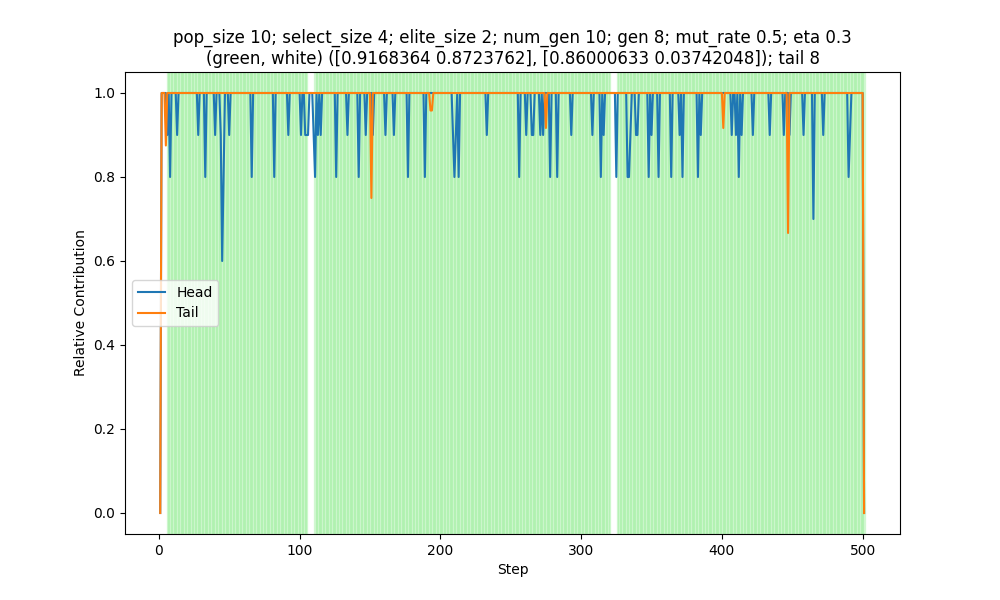 pop_size 10; select_size 4; elite_size 2; num_gen 10; gen 8; mut_rate 0.5; eta 0.3
(green, white) ([0.9168364 0.8723762], [0.86000633 0.03742048]); tail 8
1.0
0.8
0.6
0.4
0.2
0.0
Relative Contribution
Head
Tail
0
100
200
300
400
500
Step